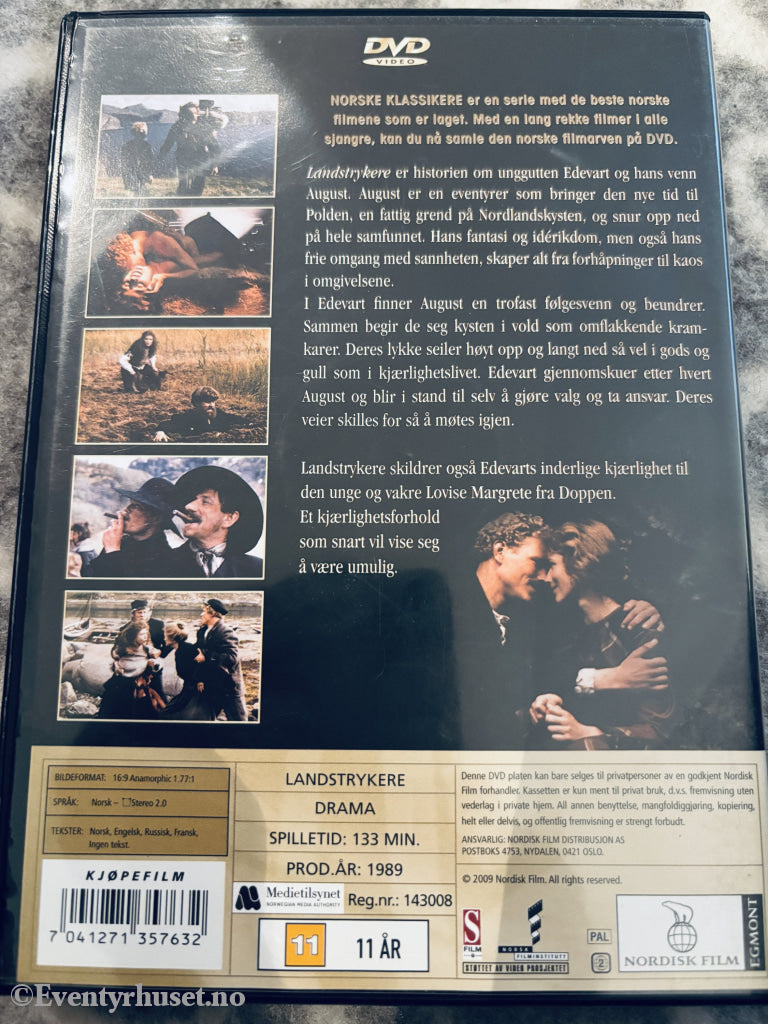 DVD
VIDEO
NORSKE KLASSIKERE er en serie med de beste norske
filmene som er laget. Med en lang rekke filmer i alle
sjangre, kan du nå samle den norske filmarven på DVD.
Landstrykere er historien om unggutten Edevart og hans venn
August. August er en eventyrer som bringer den nye tid til
Polden, en fattig grend på Nordlandskysten, og snur opp ned
på hele samfunnet. Hans fantasi og idérikdom, men også hans
frie omgang med sannheten, skaper alt fra forhåpninger til kaos
i omgivelsene.
I Edevart finner August en trofast følgesvenn og beundrer.
Sammen begir de seg kysten i vold som omflakkende kram-
karer. Deres lykke seiler høyt opp og langt ned så vel i gods og
gull som i kjærlighetslivet. Edevart gjennomskuer etter hvert
August og blir i stand til selv å gjøre valg og ta ansvar. Deres
veier skilles for så å møtes igjen.
Landstrykere skildrer også Edevarts inderlige kjærlighet til
den unge og vakre Lovise Margrete fra Doppen.
Et kjærlighetsforhold
som snart vil vise seg
å være umulig.
BILDEFORMAT: 16:9 Anamorphic 1.77:1
SPRÅK: Norsk – Stereo 2.0
TEKSTER: Norsk, Engelsk, Russisk, Fransk,
Ingen tekst.
KJØPEFILM
7 041271 357632
LANDSTRYKERE
DRAMA
SPILLETID: 133 MIN.
PROD.ÅR: 1989
Medietilsynet
NORWEGIAN MEDIA AUTHORITY
Reg.nr.: 143008
11 11 ÅR
Denne DVD platen kan bare selges til privatpersoner av en godkjent Nordisk
Film forhandler. Kassetten er kun ment til privat bruk, d.v.s. fremvisning uten
vederlag i private hjem. All annen benyttelse, mangfoldiggjøring, kopiering,
helt eller delvis, og offentlig fremvisning er strengt forbudt.
ANSVARLIG: NORDISK FILM DISTRIBUSJON AS
POSTBOKS 4753, NYDALEN, 0421 OSLO.
© 2009 Nordisk Film. All rights reserved.
S
FILM
NORSK
FILMINSTITUTT
STØTTET AV VIDEO PROSJEKTET
PAL
2
NORDISK FILM
EGMONT
©Eventyrhuset.no